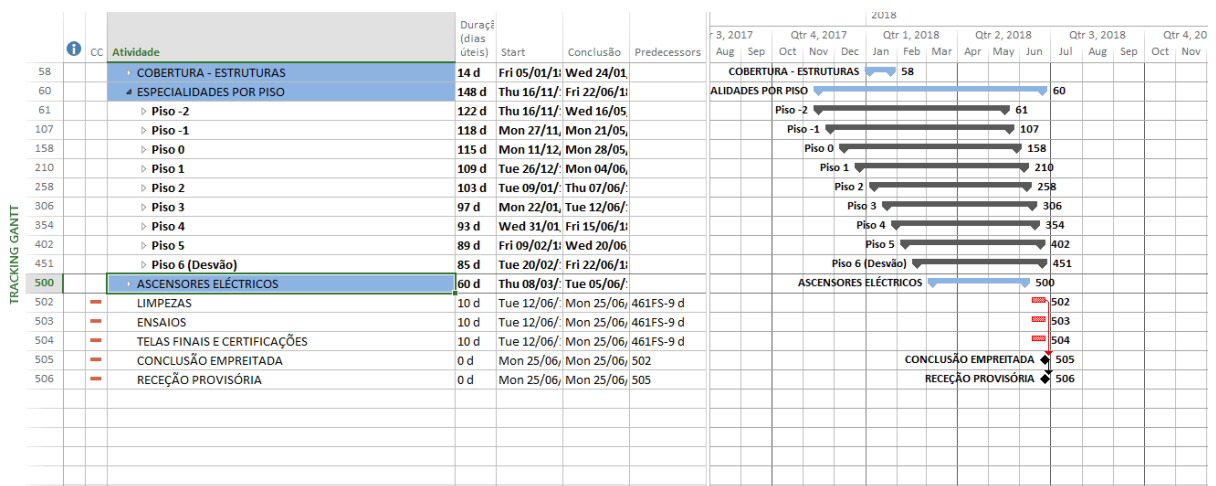 2018
Duraçã (dias úteis)
CC Atividade Start Conclusão Predecessors
r 3, 2017 Qtr 4, 2017 Qtr 1, 2018 Qtr 2, 2018 Qtr 3, 2018 Qtr 4, 20
Aug Sep Oct Nov Dec Jan Feb Mar Apr May Jun Jul Aug Sep Oct Nov
58 COBERTURA - ESTRUTURAS 14 d Fri 05/01/1 Wed 24/01 COBERTURA - ESTRUTURAS 58
60 ESPECIALIDADES POR PISO 148 d Thu 16/11/ Fri 22/06/1 ALIDADES POR PISO 60
61 Piso -2 122 d Thu 16/11/ Wed 16/05 Piso -2 61
107 Piso -1 118 d Mon 27/11, Mon 21/05, Piso -1 107
158 Piso 0 115 d Mon 11/12, Mon 28/05, Piso 0 158
210 Piso 1 109 d Tue 26/12/ Mon 04/06, Piso 1 210
258 Piso 2 103 d Tue 09/01/ Thu 07/06/ Piso 2 258
306 Piso 3 97 d Mon 22/01, Tue 12/06/ Piso 3 306
354 Piso 4 93 d Wed 31/01, Fri 15/06/1 Piso 4 354
402 Piso 5 89 d Fri 09/02/1 Wed 20/06 Piso 5 402
451 Piso 6 (Desvão) 85 d Tue 20/02/ Fri 22/06/1 Piso 6 (Desvão) 451
500 ASCENSORES ELÉCTRICOS 60 d Thu 08/03/ Tue 05/06/ ASCENSORES ELÉCTRICOS 500
502 LIMPEZAS 10 d Tue 12/06/ Mon 25/06/ 461FS-9 d 502
503 ENSAIOS 10 d Tue 12/06/ Mon 25/06/ 461FS-9 d 503
504 TELAS FINAIS E CERTIFICAÇÕES 10 d Tue 12/06/ Mon 25/06/ 461FS-9 d 504
505 CONCLUSÃO EMPREITADA 0 d Mon 25/06/ Mon 25/06/ 502 CONCLUSÃO EMPREITADA 505
506 RECEÇÃO PROVISÓRIA 0 d Mon 25/06/ Mon 25/06/ 505 RECEÇÃO PROVISÓRIA 506
TRACKING GANTT